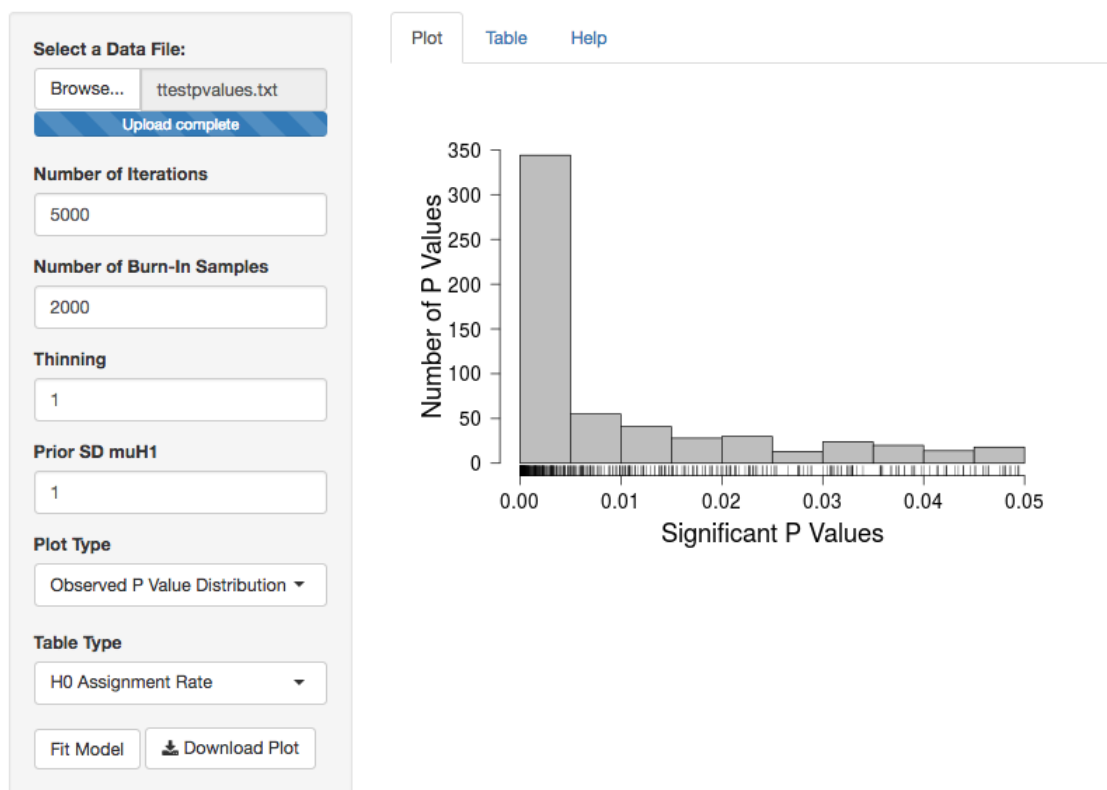 Select a Data File:
Browse... ttestpvalues.txt
Upload complete
Number of Iterations
5000
Number of Burn-In Samples
2000
Thinning
1
Prior SD muH1
1
Plot Type
Observed P Value Distribution
Table Type
H0 Assignment Rate
Fit Model Download Plot
Plot Table Help
Number of P Values
350
300
250
200
150
100
50
0
0.00 0.01 0.02 0.03 0.04 0.05
Significant P Values